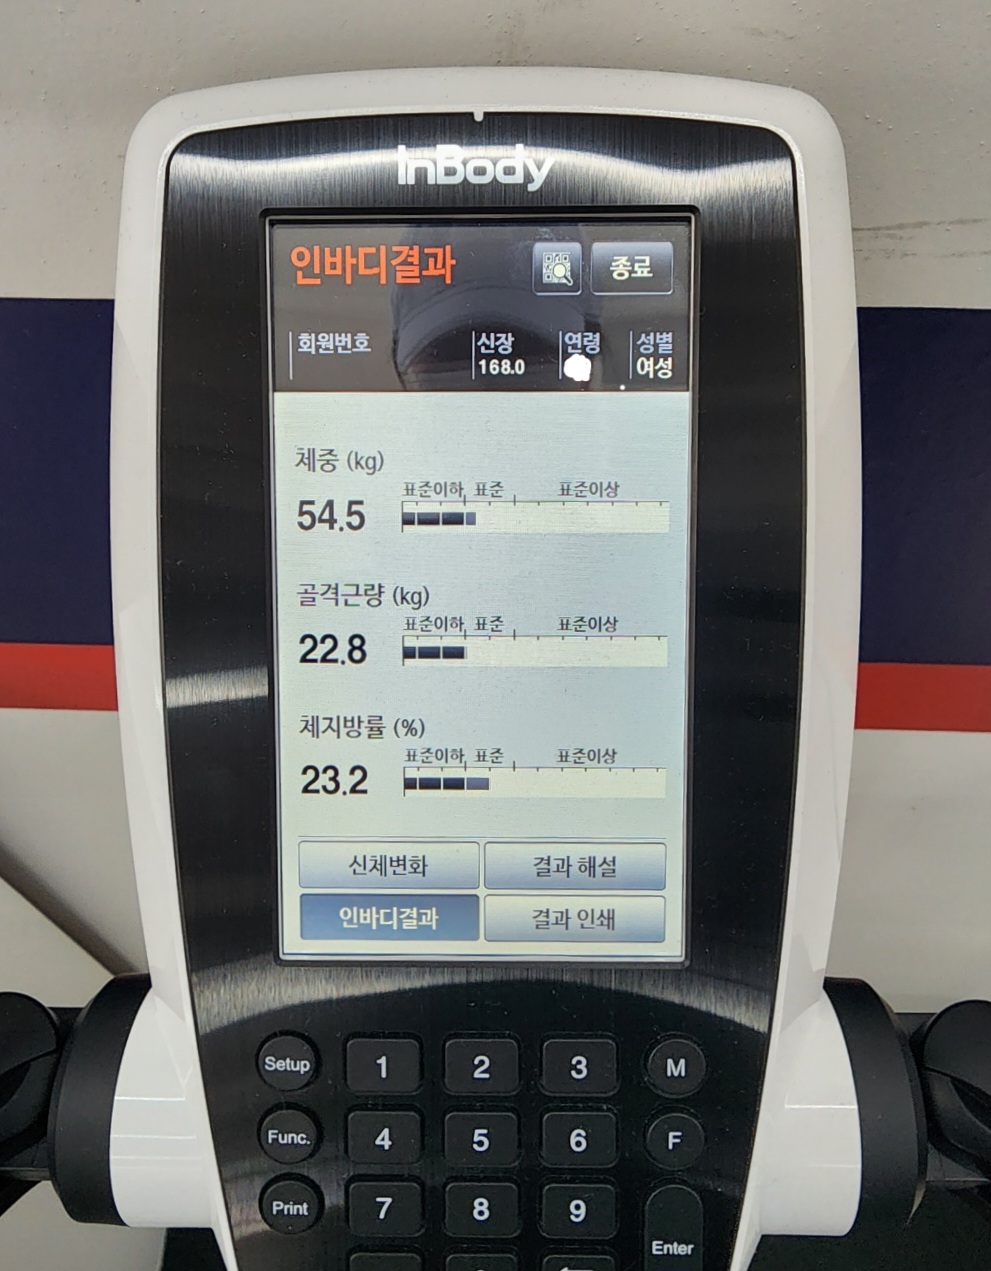 InBody
인바디결과
종료
회원번호 신장 연령 성별
168.0 여성
체중 (kg)
표준이하 표준 표준이상
54.5
골격근량 (kg)
표준이하 표준 표준이상
22.8
체지방률 (%)
표준이하 표준 표준이상
23.2
신체변화 결과 해설
인바디결과 결과 인쇄
Setup 1 2 3 M
Func. 4 5 6 F
Print 7 8 9
Enter